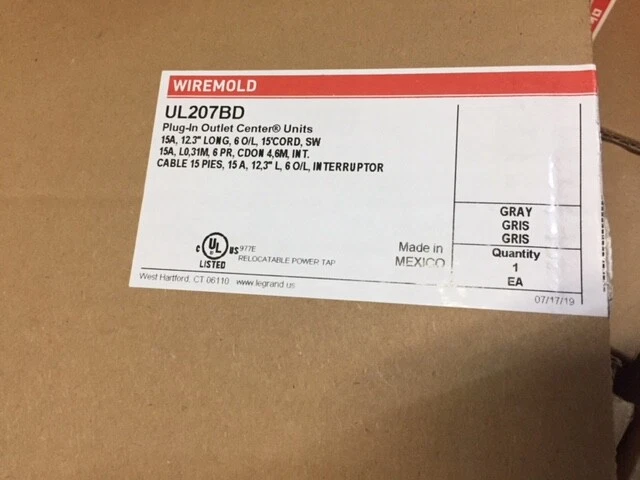 WIREMOLD
UL207BD
Plug-In Outlet Center® Units
15A, 12.3" LONG, 6 O/L, 15'CORD, SW
15A, L0,31M, 6 PR, CDON 4,6M, INT.
CABLE 15 PIES, 15 A, 12,3" L, 6 O/L, INTERRUPTOR
GRAY
GRIS
GRIS
Quantity
1
EA
C UL US 977E
LISTED RELOCATABLE POWER TAP
Made in
MEXICO
West Hartford, CT 06110 www.legrand.us
07/17/19